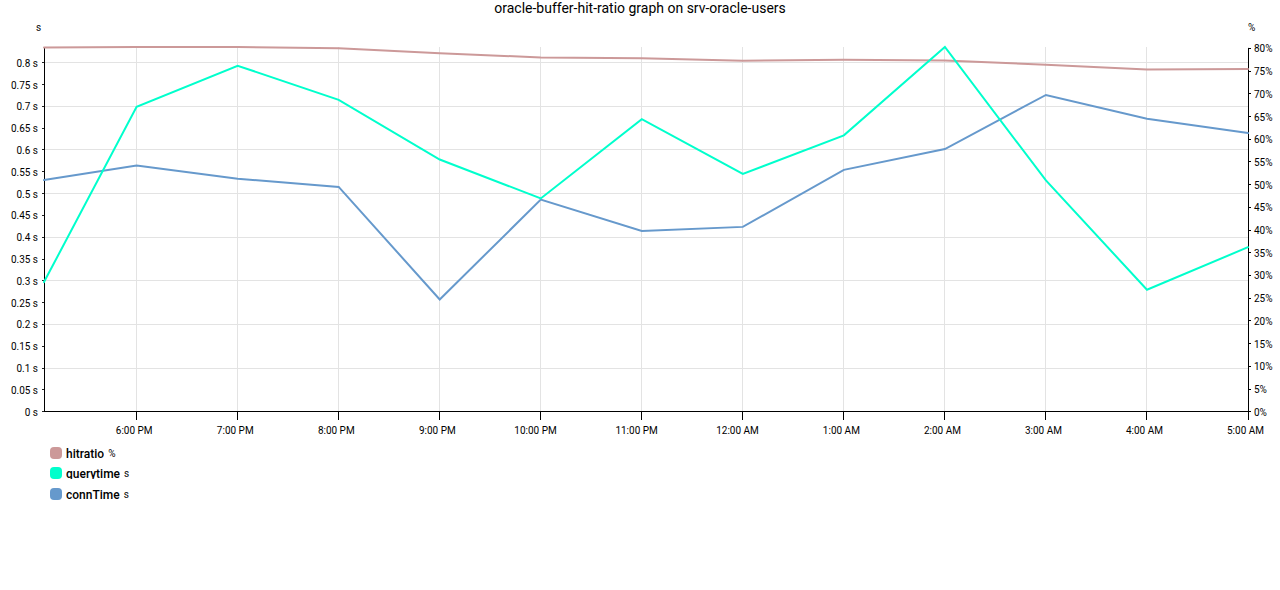 oracle-buffer-hit-ratio graph on srv-oracle-users
s %
0.8 s
0.75 s
0.7 s
0.65 s
0.6 s
0.55 s
0.5 s
0.45 s
0.4 s
0.35 s
0.3 s
0.25 s
0.2 s
0.15 s
0.1 s
0.05 s
0 s
80%
75%
70%
65%
60%
55%
50%
45%
40%
35%
30%
25%
20%
15%
10%
5%
0%
6:00 PM 7:00 PM 8:00 PM 9:00 PM 10:00 PM 11:00 PM 12:00 AM 1:00 AM 2:00 AM 3:00 AM 4:00 AM 5:00 AM
hitratio %
querytime s
connTime s